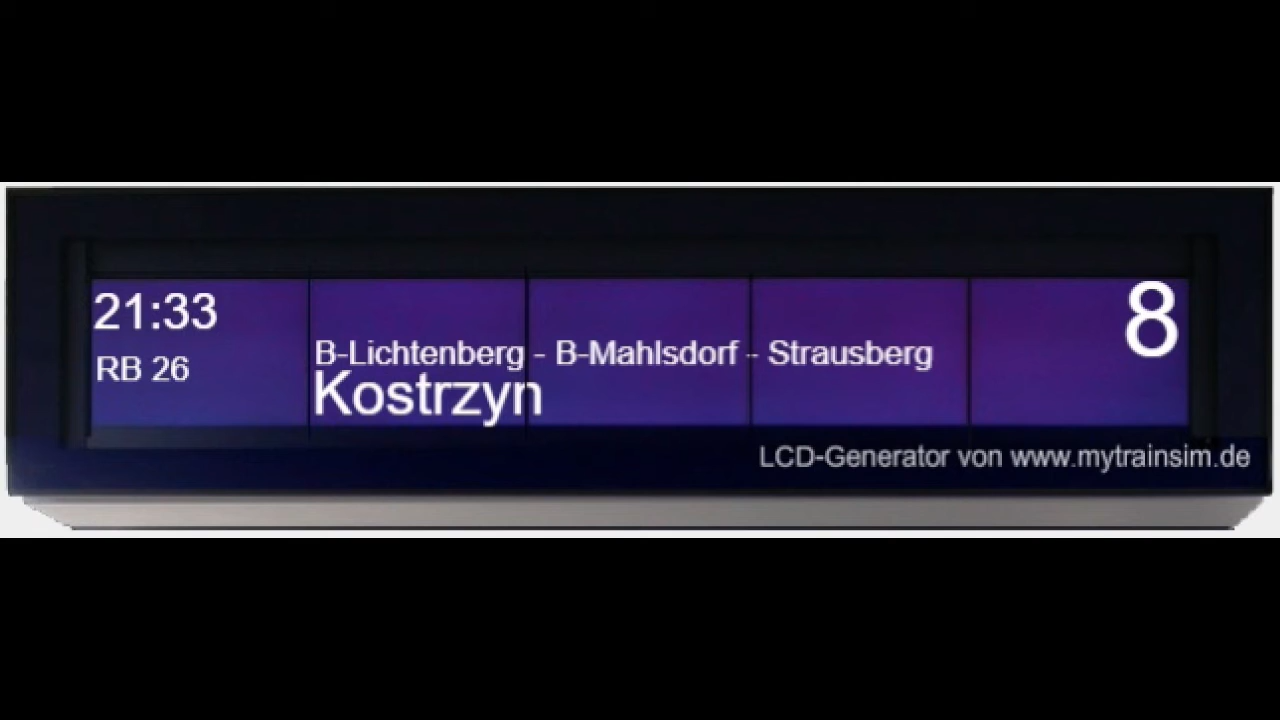 21:33
8
RB 26
B-Lichtenberg - B-Mahlsdorf - Strausberg
Kostrzyn
LCD-Generator von www.mytrainsim.de